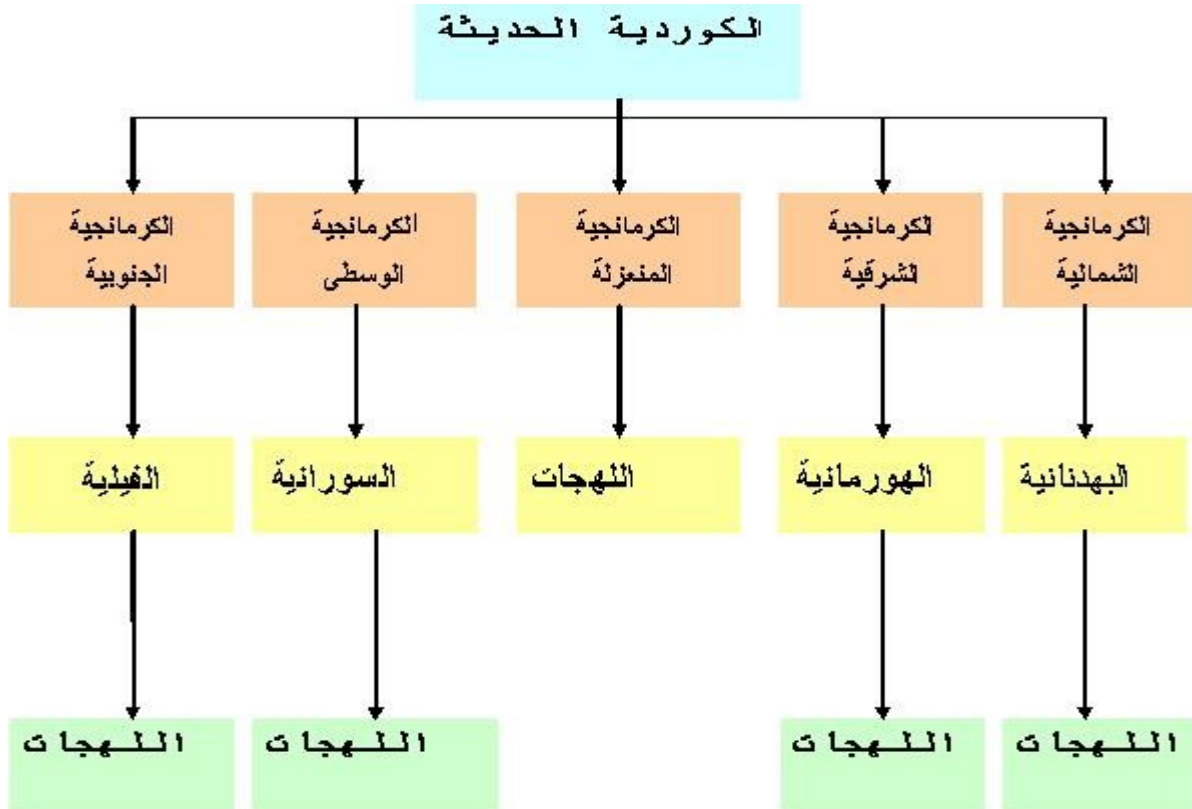 الكوردية الحديثة
الكرمانجية
الشمالية
الكرمانجية
الشرقية
الكرمانجية
المنعزلة
الكرمانجية
الوسطى
الكرمانجية
الجنوبية
البهدنانية
الهورمانية
اللهجات
السورانية
الفيلية
اللهجات
اللهجات
اللهجات
اللهجات